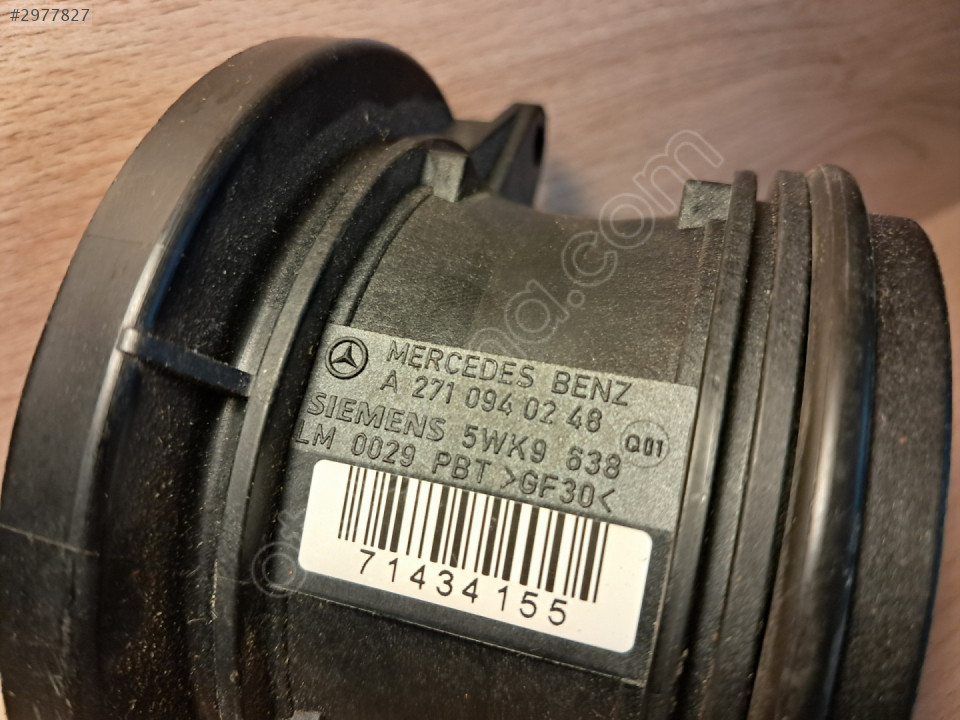 #2977827
MERCEDES BENZ
A 271 094 02 48
SIEMENS 5WK9 638 Q01
LM 0029 PBT >GF30<
71434155